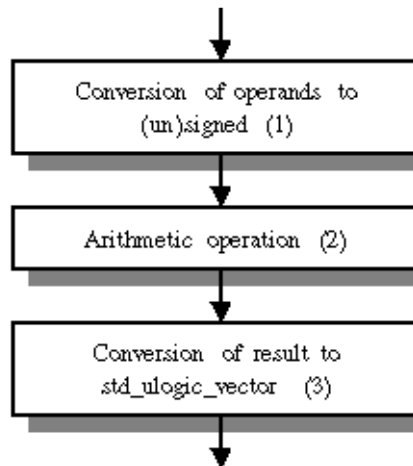 Conversion of operands to
(un)signed (1)
Arithmetic operation (2)
Conversion of result to
std_ulogic_vector (3)